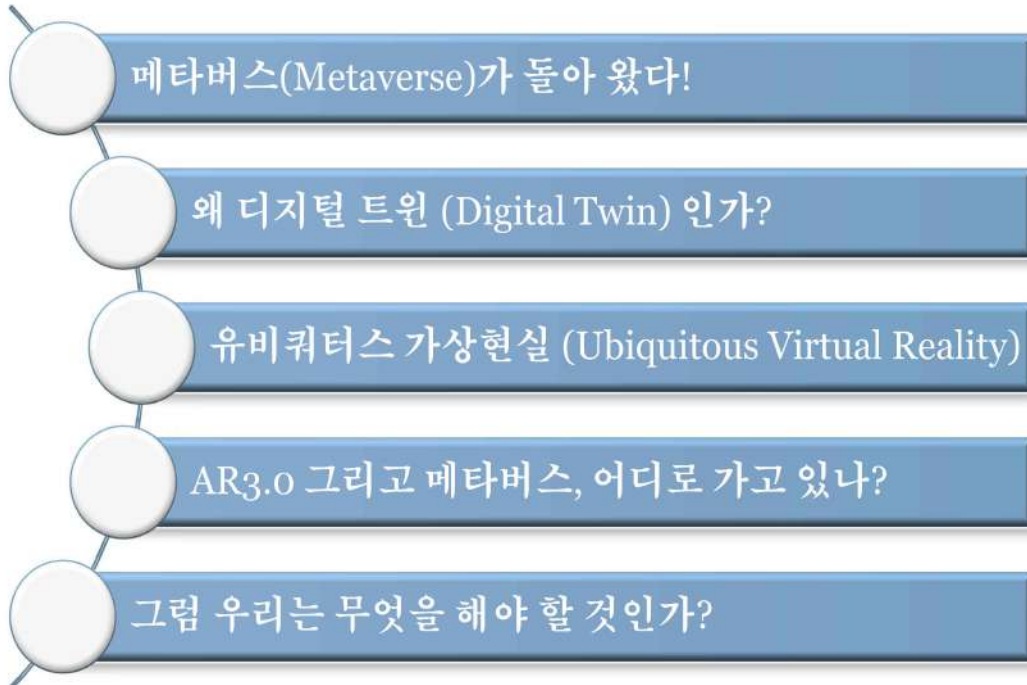 메타버스(Metaverse)가 돌아 왔다!
왜 디지털 트윈 (Digital Twin) 인가?
유비쿼터스 가상현실 (Ubiquitous Virtual Reality)
AR3.0 그리고 메타버스, 어디로 가고 있나?
그럼 우리는 무엇을 해야 할 것인가?